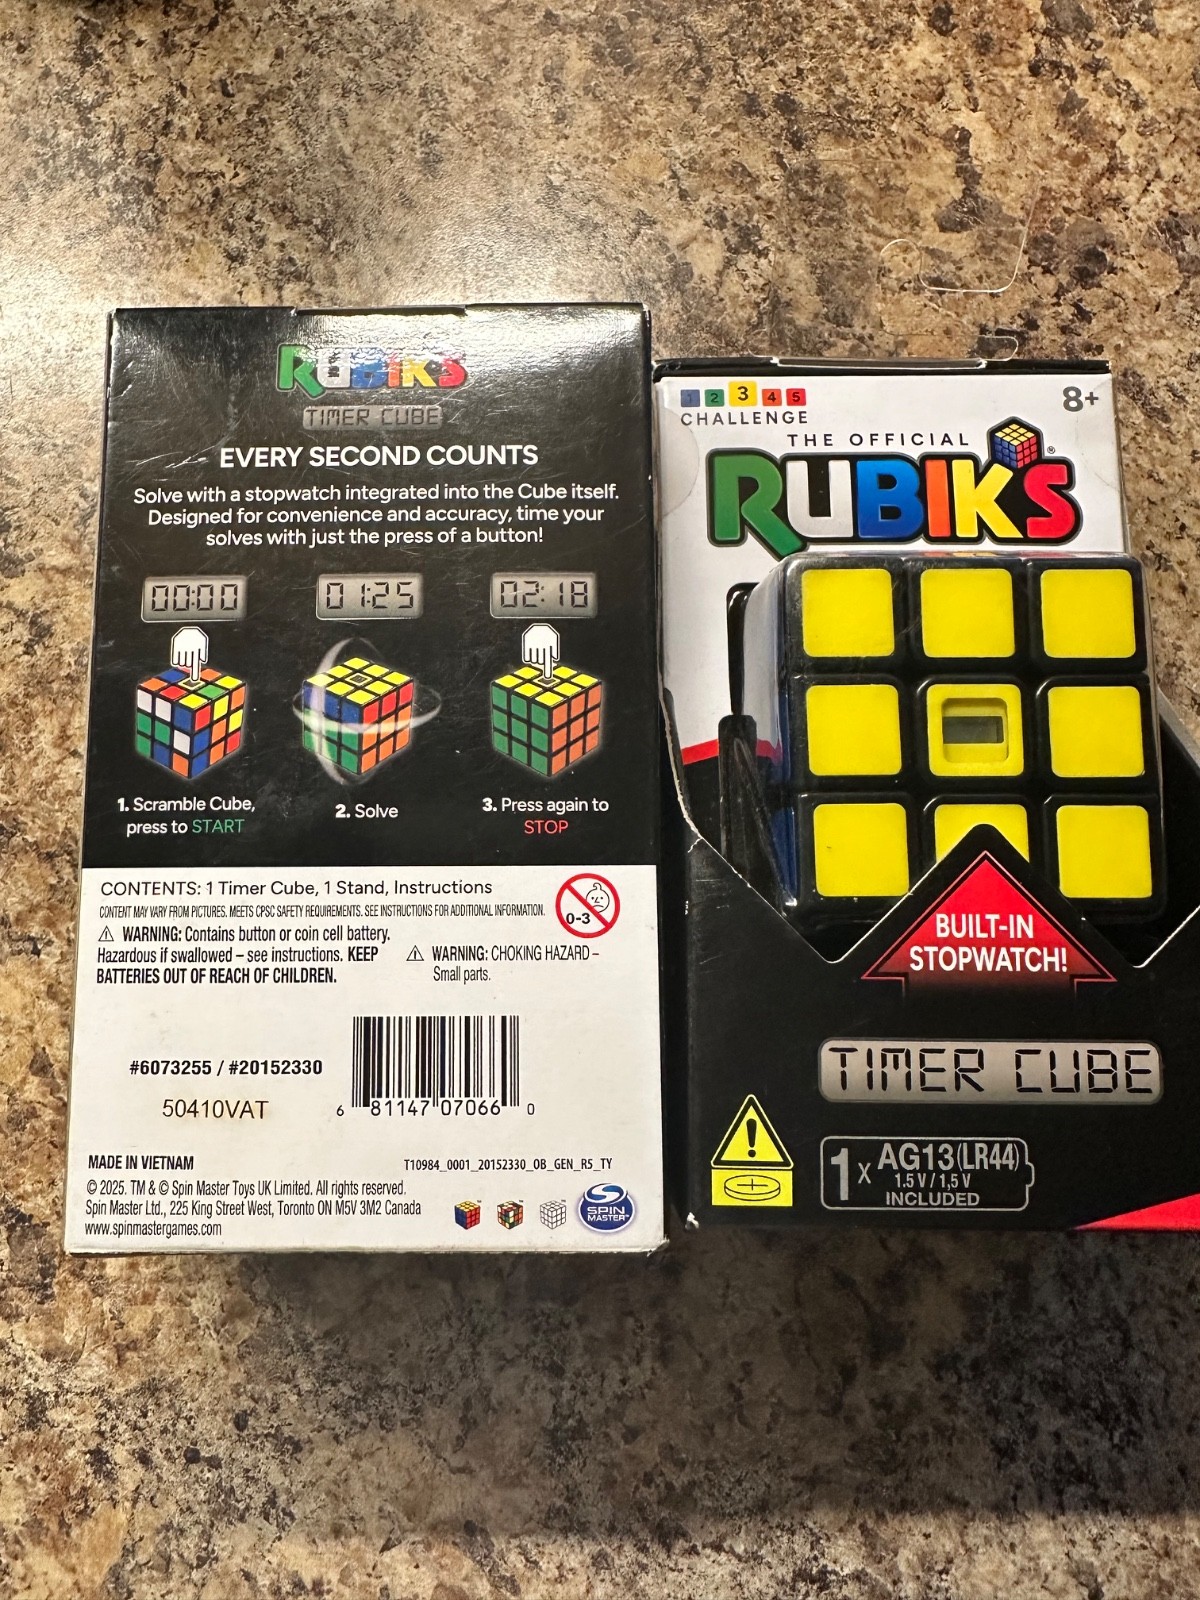 RUBIKS
TIMER CUBE
EVERY SECOND COUNTS
Solve with a stopwatch integrated into the Cube itself.
Designed for convenience and accuracy, time your
solves with just the press of a button!
00:00
01:25
02:18
1. Scramble Cube,
press to START
2. Solve
3. Press again to
STOP
CONTENTS: 1 Timer Cube, 1 Stand, Instructions
CONTENT MAY VARY FROM PICTURES. MEETS CPSC SAFETY REQUIREMENTS. SEE INSTRUCTIONS FOR ADDITIONAL INFORMATION.
0-3
⚠ WARNING: Contains button or coin cell battery.
Hazardous if swallowed – see instructions. KEEP
BATTERIES OUT OF REACH OF CHILDREN.
⚠ WARNING: CHOKING HAZARD –
Small parts.
#6073255 / #20152330
50410VAT
6 81147 07066 0
MADE IN VIETNAM
T10984_0001_20152330_OB_GEN_R5_TY
© 2025. TM & © Spin Master Toys UK Limited. All rights reserved.
Spin Master Ltd., 225 King Street West, Toronto ON M5V 3M2 Canada
www.spinmastergames.com
SPIN
MASTER™
1 2 3 4 5
CHALLENGE
8+
THE OFFICIAL
RUBIK'S®
BUILT-IN
STOPWATCH!
TIMER CUBE
1 x AG13(LR44)
1.5 V / 1,5 V
INCLUDED